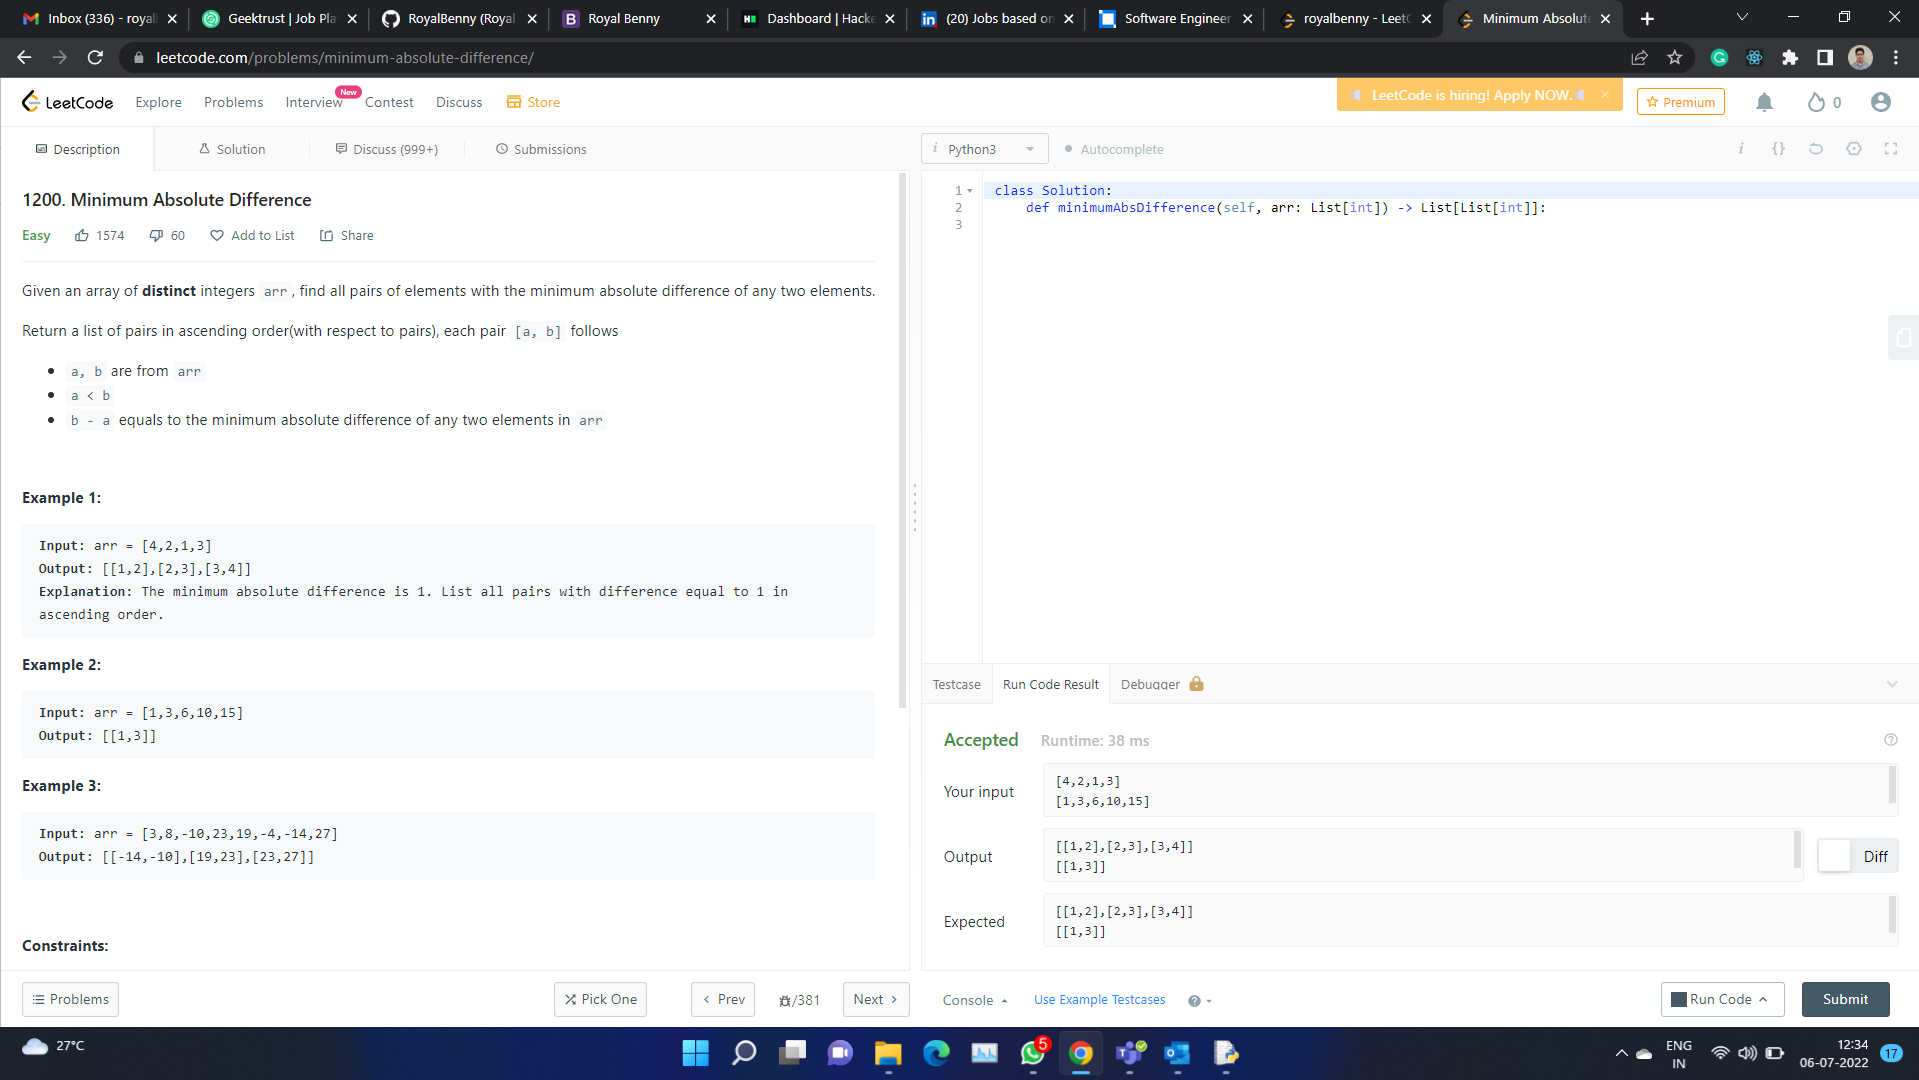 Inbox (336) - royal
Geektrust | Job Pla
RoyalBenny (Royal
Royal Benny
Dashboard | Hacke
(20) Jobs based on
Software Engineer
royalbenny - LeetC
Minimum Absolute
leetcode.com/problems/minimum-absolute-difference/
LeetCode
Explore
Problems
Interview
New
Contest
Discuss
Store
LeetCode is hiring! Apply NOW.
Premium
0
Description
Solution
Discuss (999+)
Submissions
i Python3
Autocomplete
i {}
1200. Minimum Absolute Difference
Easy 1574 60 Add to List Share
Given an array of distinct integers arr, find all pairs of elements with the minimum absolute difference of any two elements.
Return a list of pairs in ascending order(with respect to pairs), each pair [a, b] follows
a, b are from arr
a < b
b - a equals to the minimum absolute difference of any two elements in arr
Example 1:
Input: arr = [4,2,1,3]
Output: [[1,2],[2,3],[3,4]]
Explanation: The minimum absolute difference is 1. List all pairs with difference equal to 1 in
ascending order.
Example 2:
Input: arr = [1,3,6,10,15]
Output: [[1,3]]
Example 3:
Input: arr = [3,8,-10,23,19,-4,-14,27]
Output: [[-14,-10],[19,23],[23,27]]
Constraints:
Problems
Pick One
Prev
/381
Next
1 class Solution:
2 def minimumAbsDifference(self, arr: List[int]) -> List[List[int]]:
3
Testcase
Run Code Result
Debugger
Accepted Runtime: 38 ms
Your input
[4,2,1,3]
[1,3,6,10,15]
Output
[[1,2],[2,3],[3,4]]
[[1,3]]
Diff
Expected
[[1,2],[2,3],[3,4]]
[[1,3]]
Console
Use Example Testcases
Run Code
Submit
27°C
5
ENG
IN
12:34
06-07-2022
17